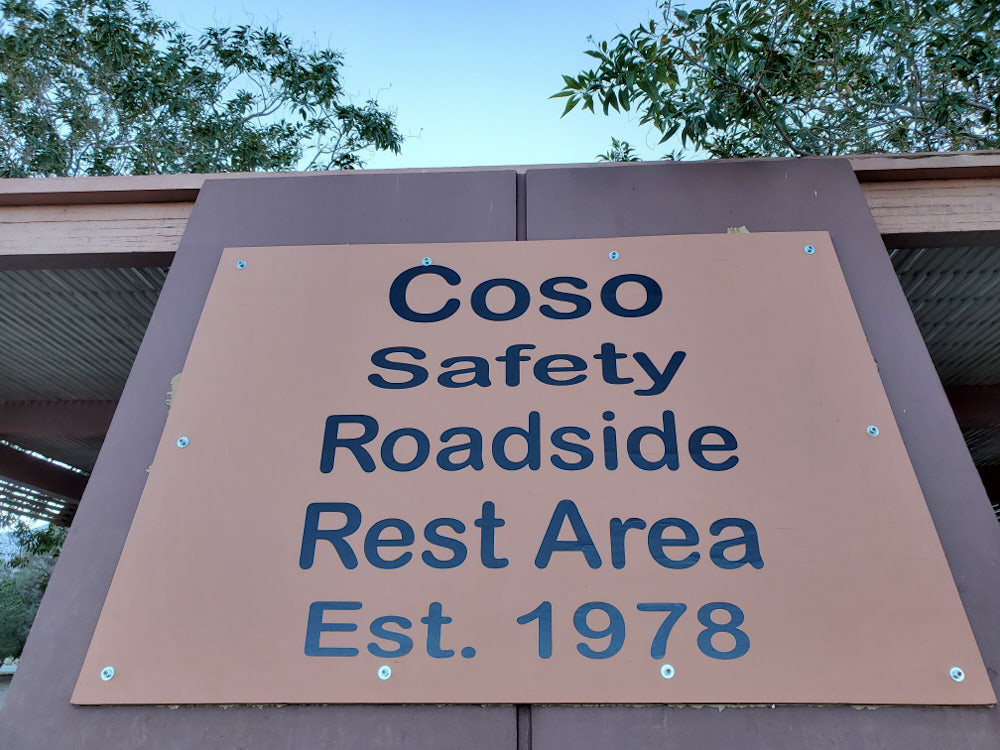 Coso
Safety
Roadside
Rest Area
Est. 1978